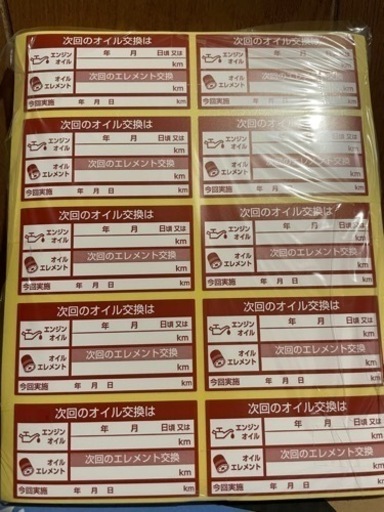 次回のオイル交換は 次回のオイル交換は
エンジン 年 月 日頃 又は エンジン 年 月 日頃 又は
オイル km オイル km
オイル 次回のエレメント交換 オイル 次回のエレメント交換
エレメント km エレメント km
今回実施 年 月 日 km 今回実施 年 月 日 km
次回のオイル交換は 次回のオイル交換は
エンジン 年 月 日頃 又は エンジン 年 月 日頃 又は
オイル km オイル km
オイル 次回のエレメント交換 オイル 次回のエレメント交換
エレメント km エレメント km
今回実施 年 月 日 km 今回実施 年 月 日 km
次回のオイル交換は 次回のオイル交換は
エンジン 年 月 日頃 又は エンジン 年 月 日頃 又は
オイル km オイル km
オイル 次回のエレメント交換 オイル 次回のエレメント交換
エレメント km エレメント km
今回実施 年 月 日 km 今回実施 年 月 日 km
次回のオイル交換は 次回のオイル交換は
エンジン 年 月 日頃 又は エンジン 年 月 日頃 又は
オイル km オイル km
オイル 次回のエレメント交換 オイル 次回のエレメント交換
エレメント km エレメント km
今回実施 年 月 日 km 今回実施 年 月 日 km
次回のオイル交換は 次回のオイル交換は
エンジン 年 月 日頃 又は エンジン 年 月 日頃 又は
オイル km オイル km
オイル 次回のエレメント交換 オイル 次回のエレメント交換
エレメント km エレメント km
今回実施 年 月 日 km 今回実施 年 月 日 km